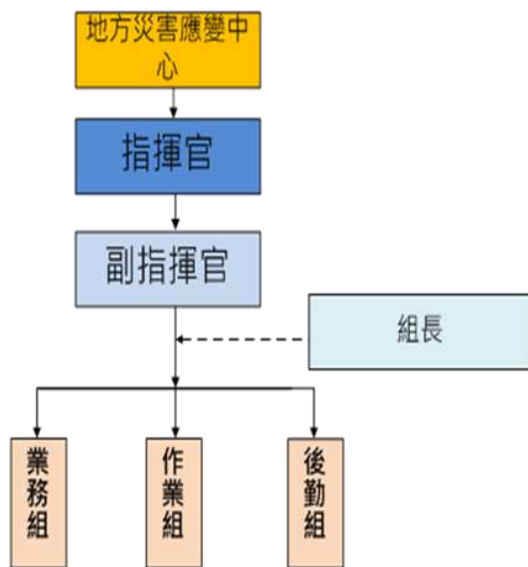 地方災害應變中
心
指揮官
副指揮官
組長
業務組
作業組
後勤組